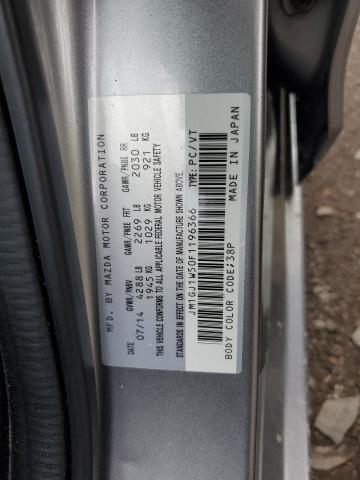 MFD. BY MAZDA MOTOR CORPORATION
DATE GVWR/PNBV GAWR/PNBE FRT GAWR/PNBE RR
07/14 4288 LB 2269 LB 2030 LB
1945 KG 1029 KG 921 KG
THIS VEHICLE CONFORMS TO ALL APPLICABLE FEDERAL MOTOR VEHICLE SAFETY
STANDARDS IN EFFECT ON THE DATE OF MANUFACTURE SHOWN ABOVE.
JM1GJ1W50F1196366 TYPE: PC/VT
MADE IN JAPAN
BODY COLOR CODE;38P